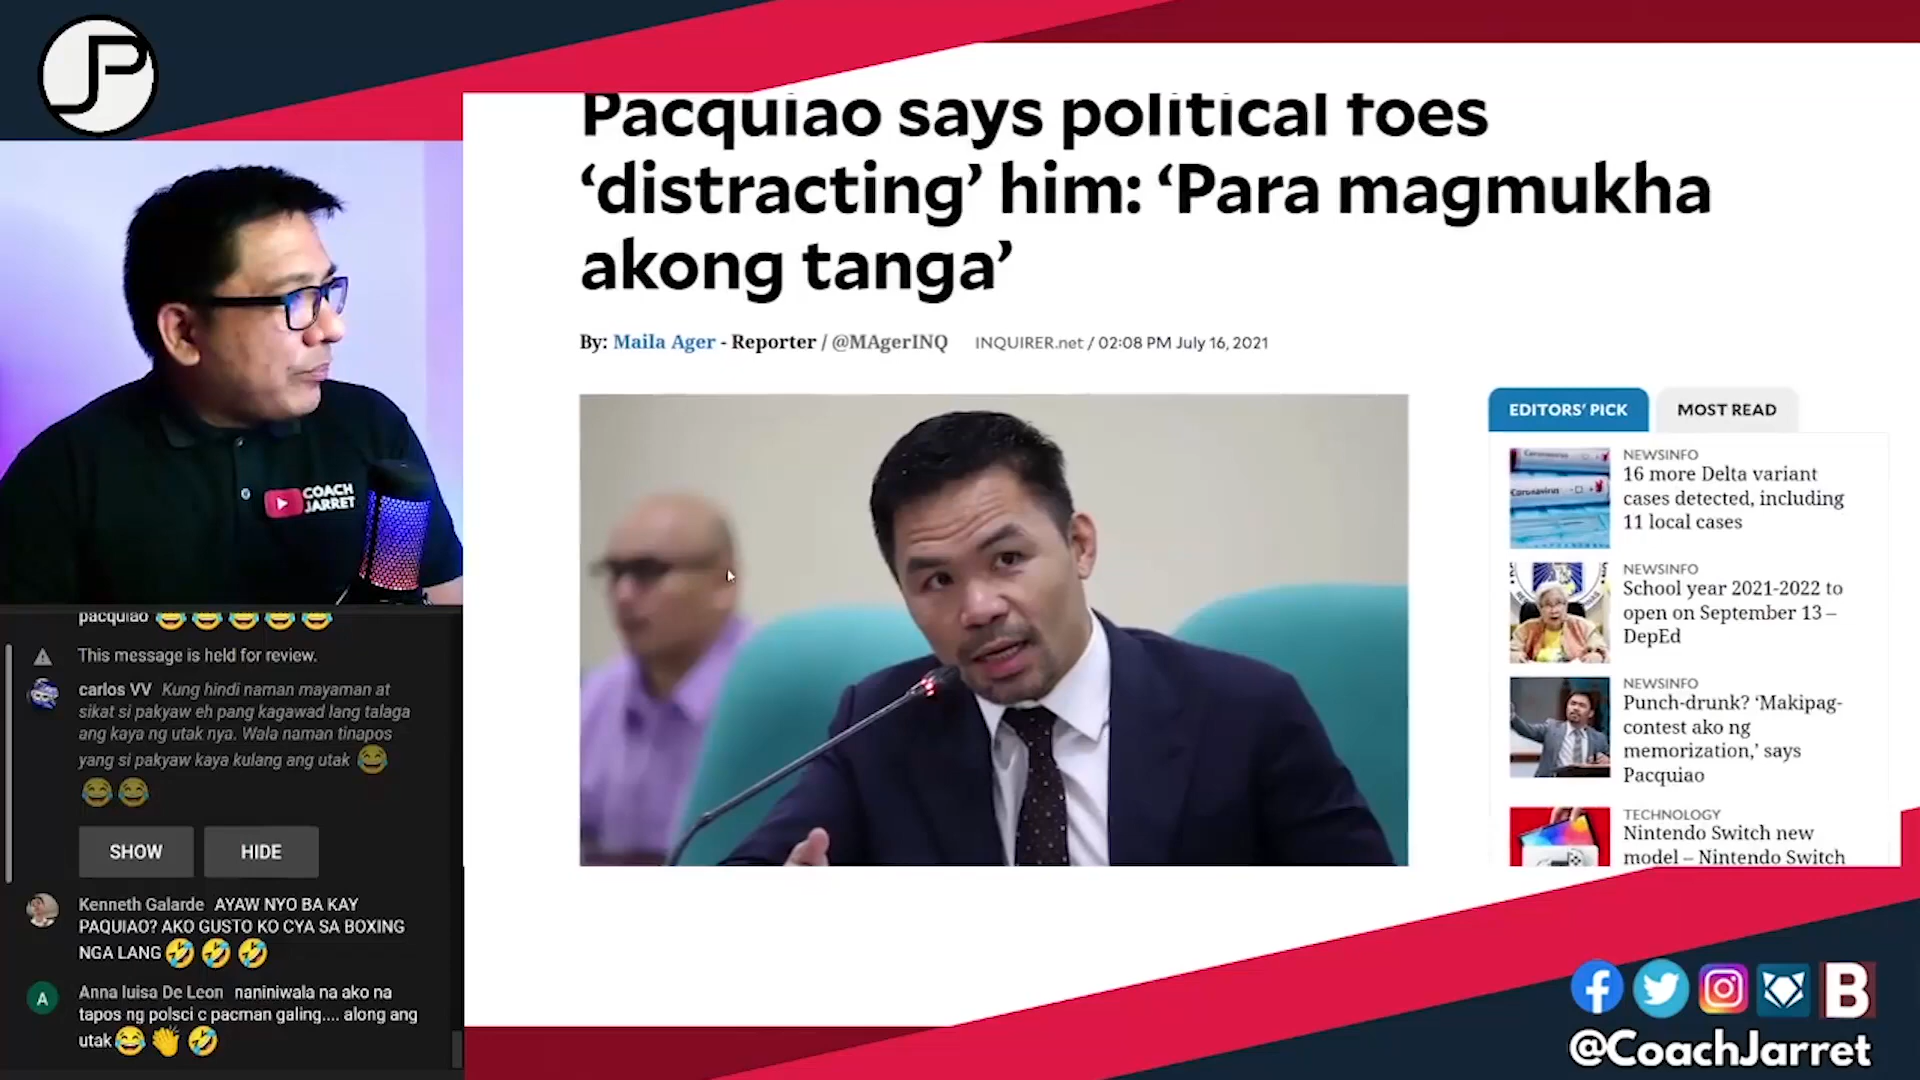 JP
Pacquiao says political foes
‘distracting’ him: ‘Para magmukha
akong tanga’
By: Maila Ager - Reporter / @MAgerINQ
INQUIRER.net / 02:08 PM July 16, 2021
EDITORS’ PICK
MOST READ
NEWSINFO
16 more Delta variant
cases detected, including
11 local cases
NEWSINFO
School year 2021-2022 to
open on September 13 –
DepEd
NEWSINFO
Punch-drunk? ‘Makipag-
contest ako ng
memorization,’ says
Pacquiao
TECHNOLOGY
Nintendo Switch new
model – Nintendo Switch
Coronavirus
Coronavirus
COACH
JARRET
pacquiao 😂😂😂😂😂
This message is held for review.
carlos VV Kung hindi naman mayaman at
sikat si pakyaw eh pang kagawad lang talaga
ang kaya ng utak nya. Wala naman tinapos
yang si pakyaw kaya kulang ang utak 😂
😂😂
SHOW
HIDE
Kenneth Galarde AYAW NYO BA KAY
PAQUIAO? AKO GUSTO KO CYA SA BOXING
NGA LANG 🤣🤣🤣
A
Anna luisa De Leon naniniwala na ako na
tapos ng polsci c pacman galing.... along ang
utak😂👏🤣
B
@CoachJarret